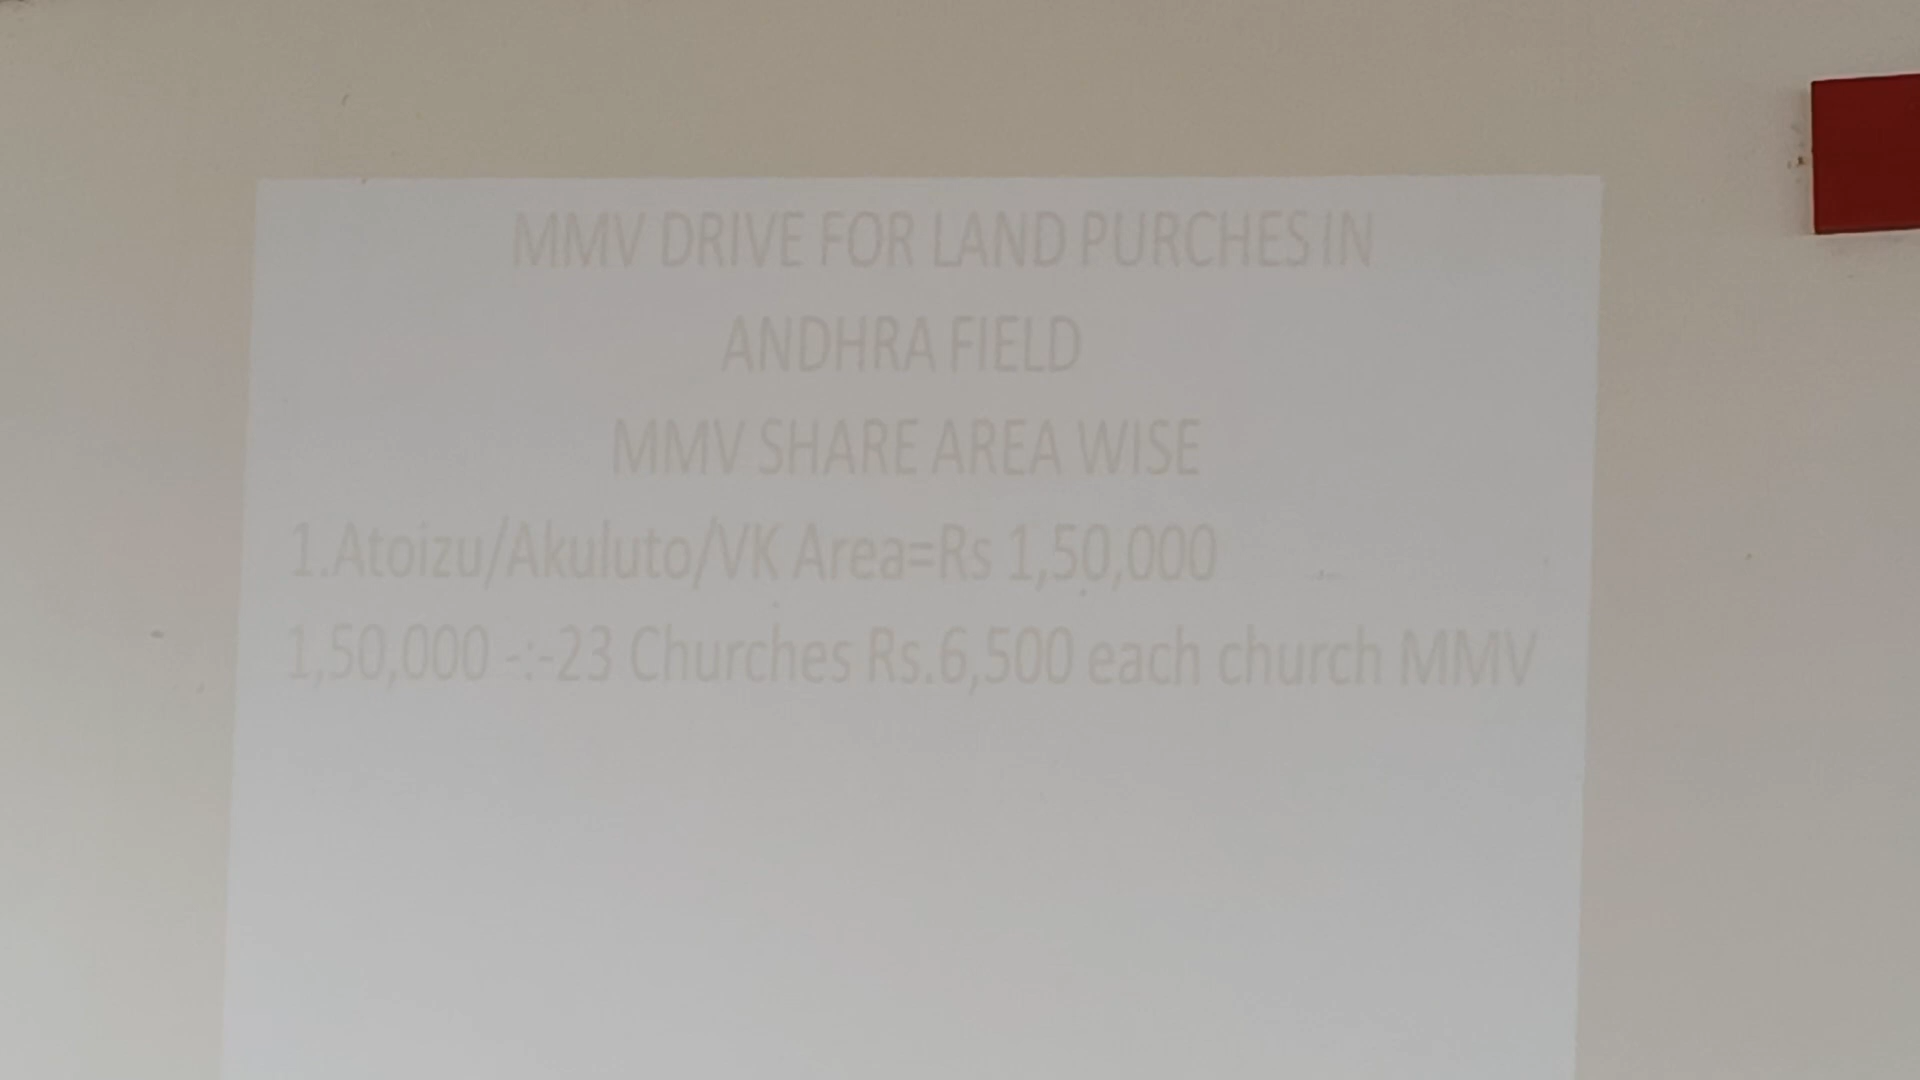 MMV DRIVE FOR LAND PURCHES IN
ANDHRA FIELD
MMV SHARE AREA WISE
1.Atoizu/Akuluto/VK Area=Rs 1,50,000
1,50,000 -:-23 Churches Rs.6,500 each church MMV